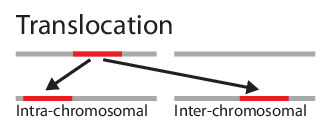 Translocation
Intra-chromosomal
Inter-chromosomal